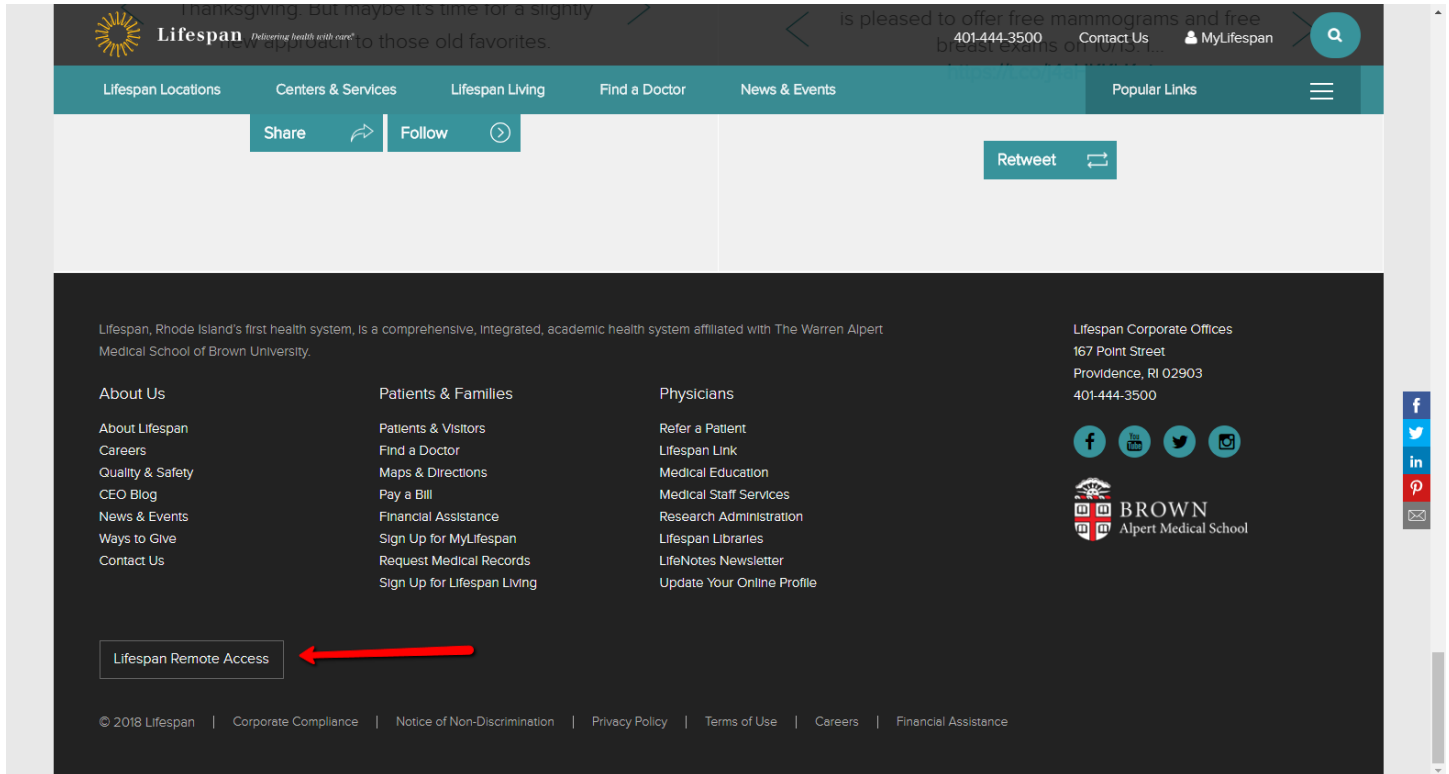 Thanksgiving. But maybe it's time for a slightly
new approach to those old favorites.
is pleased to offer free mammograms and free
breast exams on 10/13. I...
Lifespan Delivering health with care.®
401-444-3500 Contact Us MyLifespan
Lifespan Locations Centers & Services Lifespan Living Find a Doctor News & Events Popular Links
Share Follow
Retweet
Lifespan, Rhode Island's first health system, is a comprehensive, integrated, academic health system affiliated with The Warren Alpert
Medical School of Brown University.
About Us
About Lifespan
Careers
Quality & Safety
CEO Blog
News & Events
Ways to Give
Contact Us
Patients & Families
Patients & Visitors
Find a Doctor
Maps & Directions
Pay a Bill
Financial Assistance
Sign Up for MyLifespan
Request Medical Records
Sign Up for Lifespan Living
Physicians
Refer a Patient
Lifespan Link
Medical Education
Medical Staff Services
Research Administration
Lifespan Libraries
LifeNotes Newsletter
Update Your Online Profile
Lifespan Corporate Offices
167 Point Street
Providence, RI 02903
401-444-3500
f You Tube
BROWN
Alpert Medical School
f
in
Lifespan Remote Access
© 2018 Lifespan | Corporate Compliance | Notice of Non-Discrimination | Privacy Policy | Terms of Use | Careers | Financial Assistance